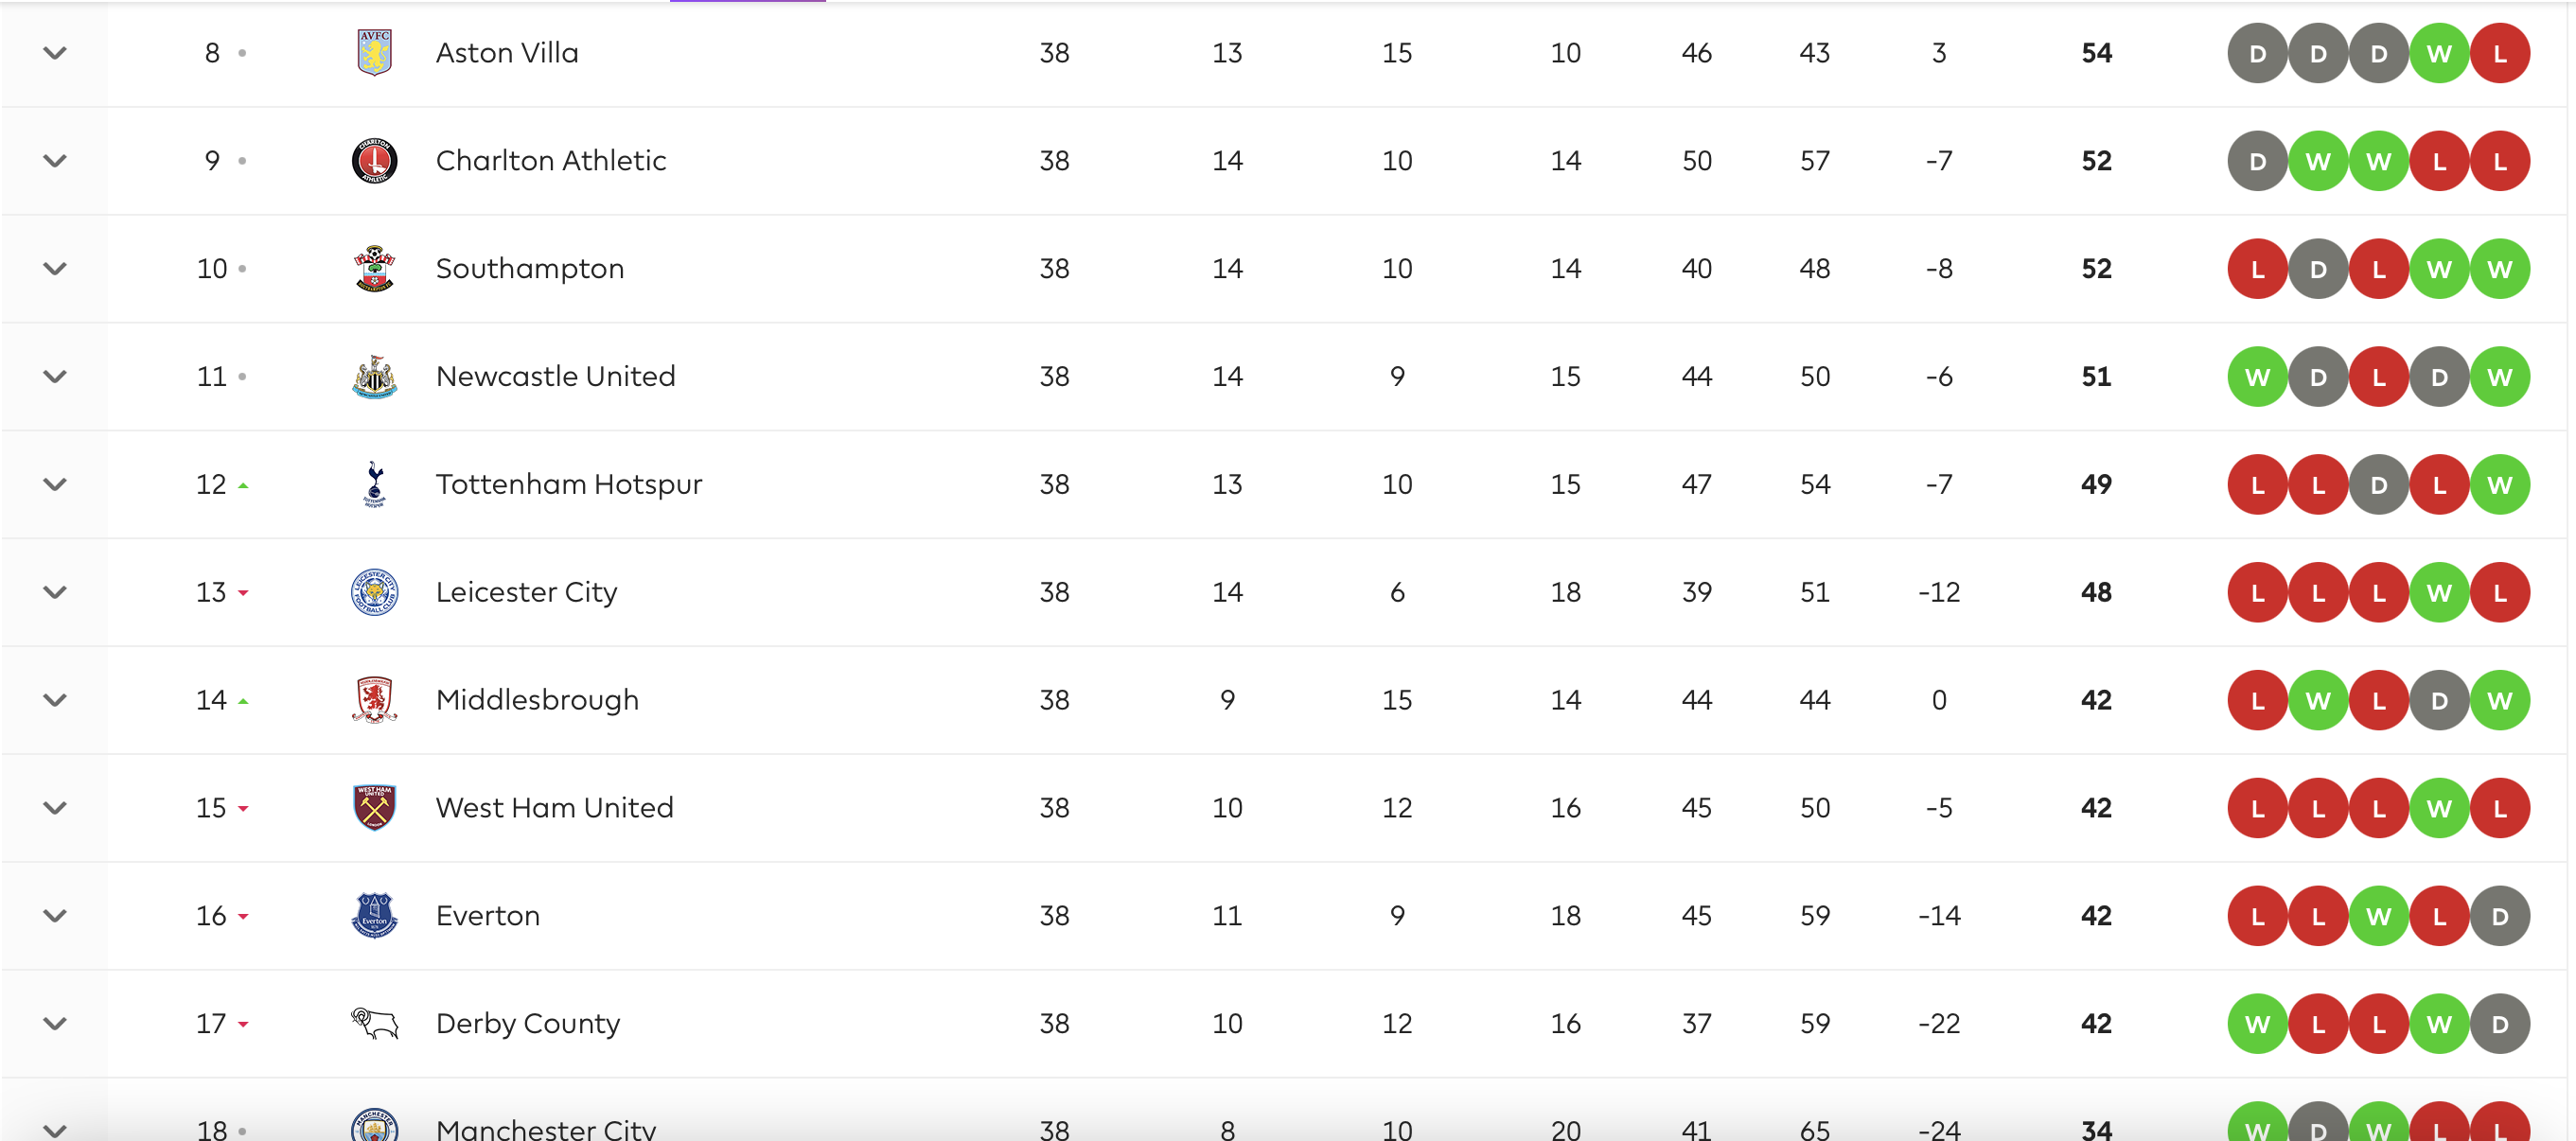 8 Aston Villa 38 13 15 10 46 43 3 54 D D D W L
9 Charlton Athletic 38 14 10 14 50 57 -7 52 D W W L L
10 Southampton 38 14 10 14 40 48 -8 52 L D L W W
11 Newcastle United 38 14 9 15 44 50 -6 51 W D L D W
12 Tottenham Hotspur 38 13 10 15 47 54 -7 49 L L D L W
13 Leicester City 38 14 6 18 39 51 -12 48 L L L W L
14 Middlesbrough 38 9 15 14 44 44 0 42 L W L D W
15 West Ham United 38 10 12 16 45 50 -5 42 L L L W L
16 Everton 38 11 9 18 45 59 -14 42 L L W L D
17 Derby County 38 10 12 16 37 59 -22 42 W L L W D
18 Manchester City 38 8 10 20 41 65 -24 34 W D W L L